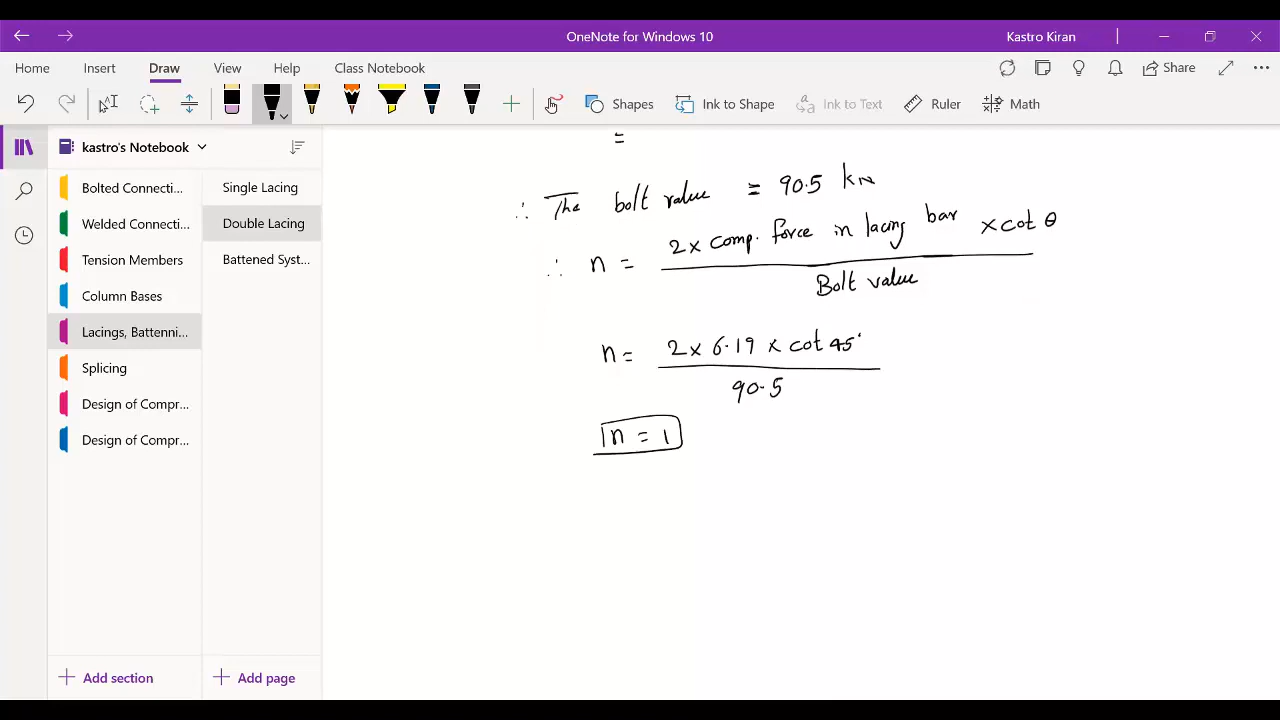 OneNote for Windows 10
Kastro Kiran
Home Insert Draw View Help Class Notebook
Share
Shapes Ink to Shape Ink to Text Ruler Math
kastro's Notebook
Bolted Connecti...
Welded Connecti...
Tension Members
Column Bases
Lacings, Battenni...
Splicing
Design of Compr...
Design of Compr...
Add section
Single Lacing
Double Lacing
Battened Syst...
Add page
=
∴ The bolt value = 90.5 kN
∴ n = 2 x comp. force in lacing bar x cot θ
Bolt value
n = 2 x 6.19 x cot 45°
90.5
n = 1